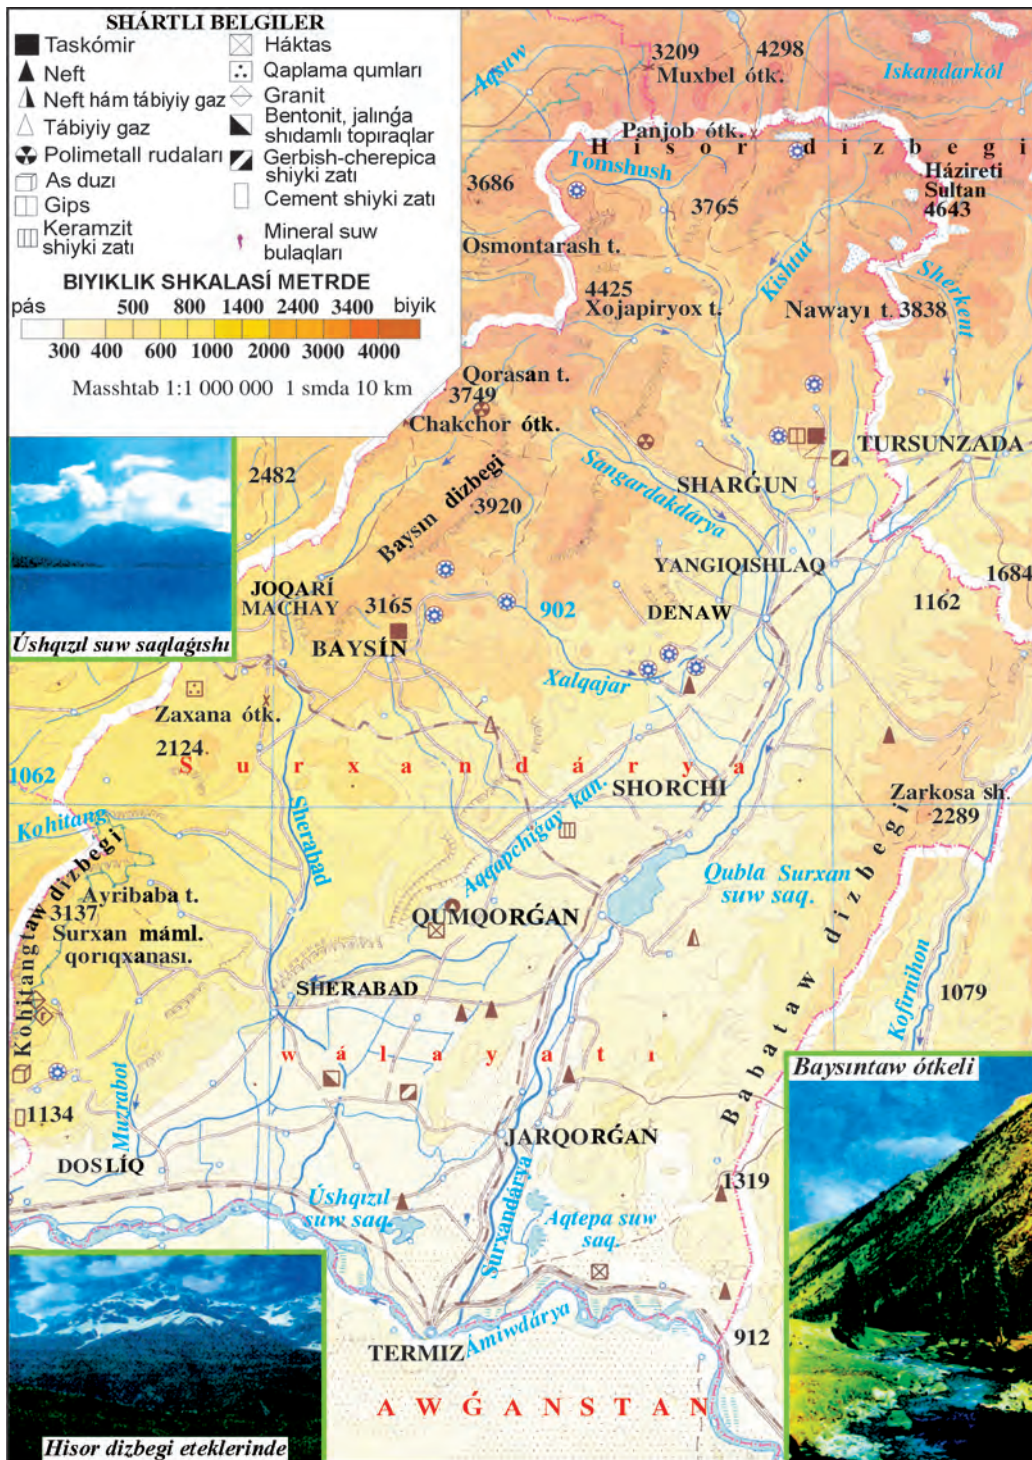 SHÁRTLI BELGILER
Taskómir
Neft
Neft hám tábiyiy gaz
Tábiyiy gaz
Polimetall rudaları
As duzı
Gips
Keramzit
shiyki zatı
Háktas
Qaplama qumları
Granit
Bentonit, jalınǵa
shıdamlı topıraqlar
Gerbish-cherepica
shiyki zatı
Cement shiyki zatı
Mineral suw
bulaqları
BIYIKLIK SHKALASÍ METRDE
pás 500 800 1400 2400 3400 biyik
300 400 600 1000 2000 3000 4000
Masshtab 1:1 000 000 1 smda 10 km
Aqsuw
3209
4298
Muxbel ótk.
Iskandarkól
Panjob ótk.
Hisor dizbegi
Tomshush
3686
3765
Házireti
Sultan
4643
Osmontarash t.
Kishtut
Sherkent
4425
Xojapiryox t.
Nawayı t.
3838
Qorasan t.
3749
Chakchor ótk.
TURSUNZADA
2482
Baysın dizbegi
3920
Sangardakdárya
SHARǴUN
YANGIQISHLAQ
1684
JOQARÍ
MACHAY
3165
902
DENAW
1162
BAYSÍN
Úshqızıl suw saqlaǵıshı
Xalqajar
Zaxana ótk.
2124
1062
Surxandárya
SHORCHI
Zarkosa sh.
2289
Kohitang
Sherabad
Aqqapchigay kan.
Qubla Surxan
suw saq.
Kohitangtaw dizbegi
Ayribaba t.
3137
Surxan máml.
qorıqxanası.
QUMQORǴAN
Babataw dizbegi
Kofirnihon
SHERABAD
1079
wálayatı
Baysıntaw ótkeli
1134
Muzrabot
JARQORǴAN
DOSLÍQ
1319
Úshqızıl
suw saq.
Surxandárya
Aqtepa suw
saq.
Ámiwdárya
TERMIZ
912
AWǴANSTAN
Hisor dizbegi eteklerinde